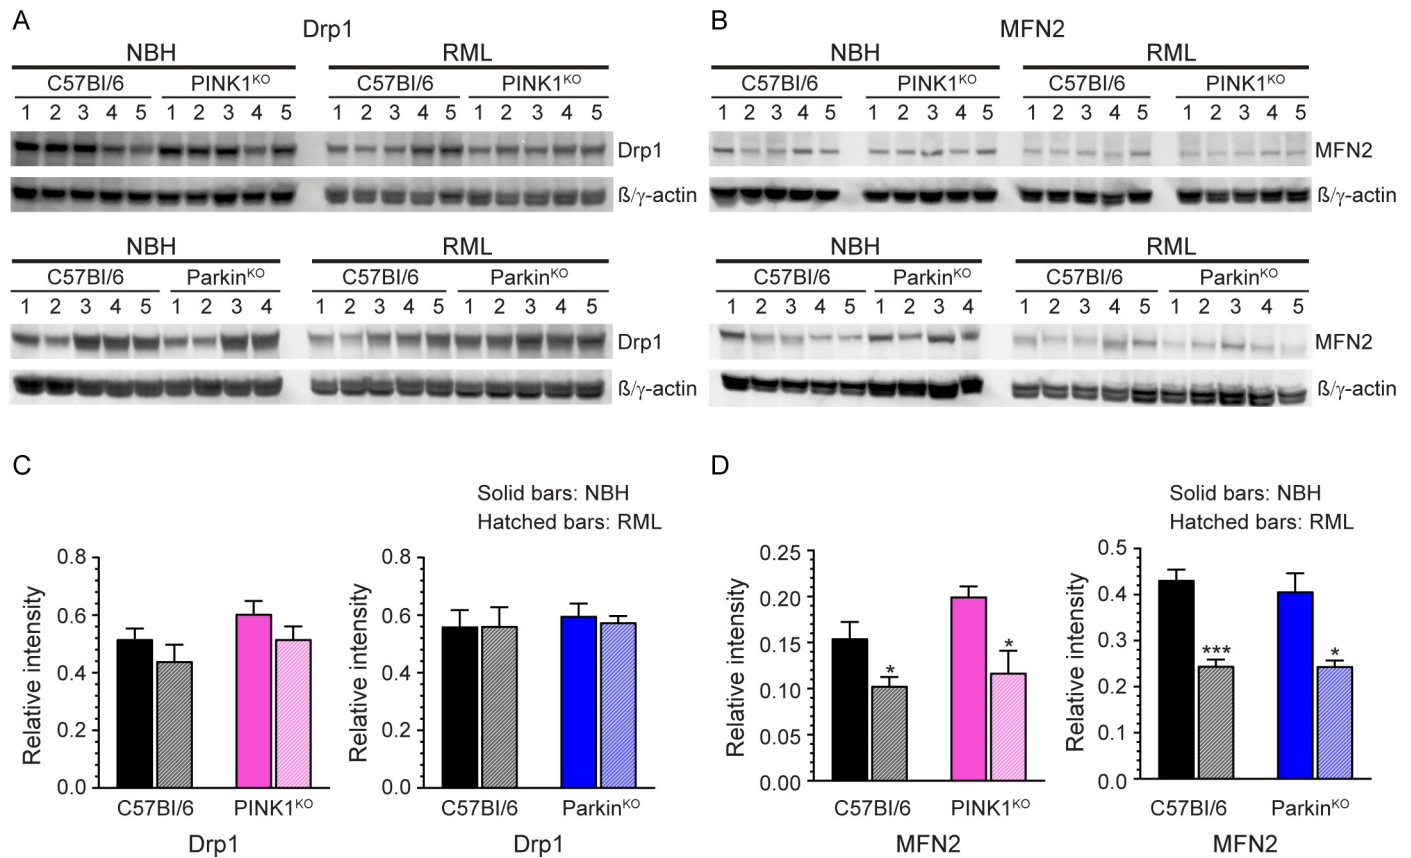 A
Drp1
NBH RML
C57Bl/6 PINK1KO C57Bl/6 PINK1KO
1 2 3 4 5 1 2 3 4 5 1 2 3 4 5 1 2 3 4 5
Drp1
ß/γ-actin
NBH RML
C57Bl/6 ParkinKO C57Bl/6 ParkinKO
1 2 3 4 5 1 2 3 4 1 2 3 4 5 1 2 3 4 5
Drp1
ß/γ-actin
B
MFN2
NBH RML
C57Bl/6 PINK1KO C57Bl/6 PINK1KO
1 2 3 4 5 1 2 3 4 5 1 2 3 4 5 1 2 3 4 5
MFN2
ß/γ-actin
NBH RML
C57Bl/6 ParkinKO C57Bl/6 ParkinKO
1 2 3 4 5 1 2 3 4 1 2 3 4 5 1 2 3 4 5
MFN2
ß/γ-actin
C
Solid bars: NBH
Hatched bars: RML
Relative intensity
0.8
0.6
0.4
0.2
0.0
C57Bl/6 PINK1KO
Drp1
Relative intensity
0.8
0.6
0.4
0.2
0.0
C57Bl/6 ParkinKO
Drp1
D
Solid bars: NBH
Hatched bars: RML
Relative intensity
0.25
0.20
0.15
0.10
0.05
0.00
* *
C57Bl/6 PINK1KO
MFN2
Relative intensity
0.5
0.4
0.3
0.2
0.1
0.0
*** *
C57Bl/6 ParkinKO
MFN2